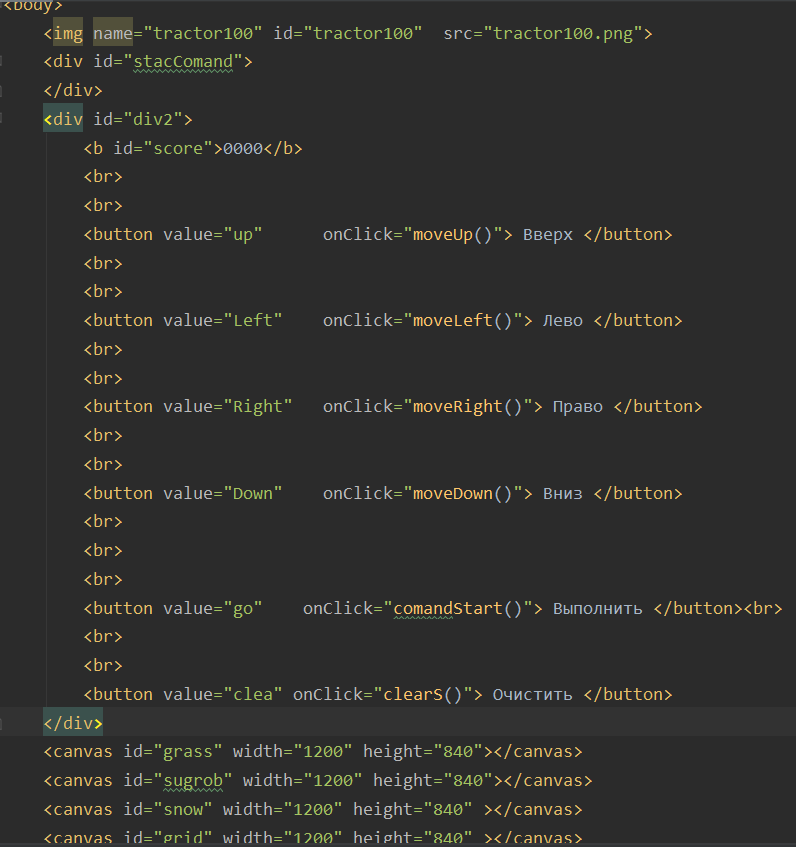 <body>
<img name="tractor100" id="tractor100"  src="tractor100.png">
<div id="stacComand">
</div>
<div id="div2">
<b id="score">0000</b>
<br>
<br>
<button value="up"      onClick="moveUp()"> Вверх </button>
<br>
<br>
<button value="Left"    onClick="moveLeft()"> Лево </button>
<br>
<br>
<button value="Right"   onClick="moveRight()"> Право </button>
<br>
<br>
<button value="Down"    onClick="moveDown()"> Вниз </button>
<br>
<br>
<br>
<button value="go"    onClick="comandStart()"> Выполнить </button><br>
<br>
<br>
<button value="clea" onClick="clearS()"> Очистить </button>
</div>
<canvas id="grass" width="1200" height="840"></canvas>
<canvas id="sugrob" width="1200" height="840"></canvas>
<canvas id="snow" width="1200" height="840" ></canvas>
<canvas id="grid" width="1200" height="840" ></canvas>